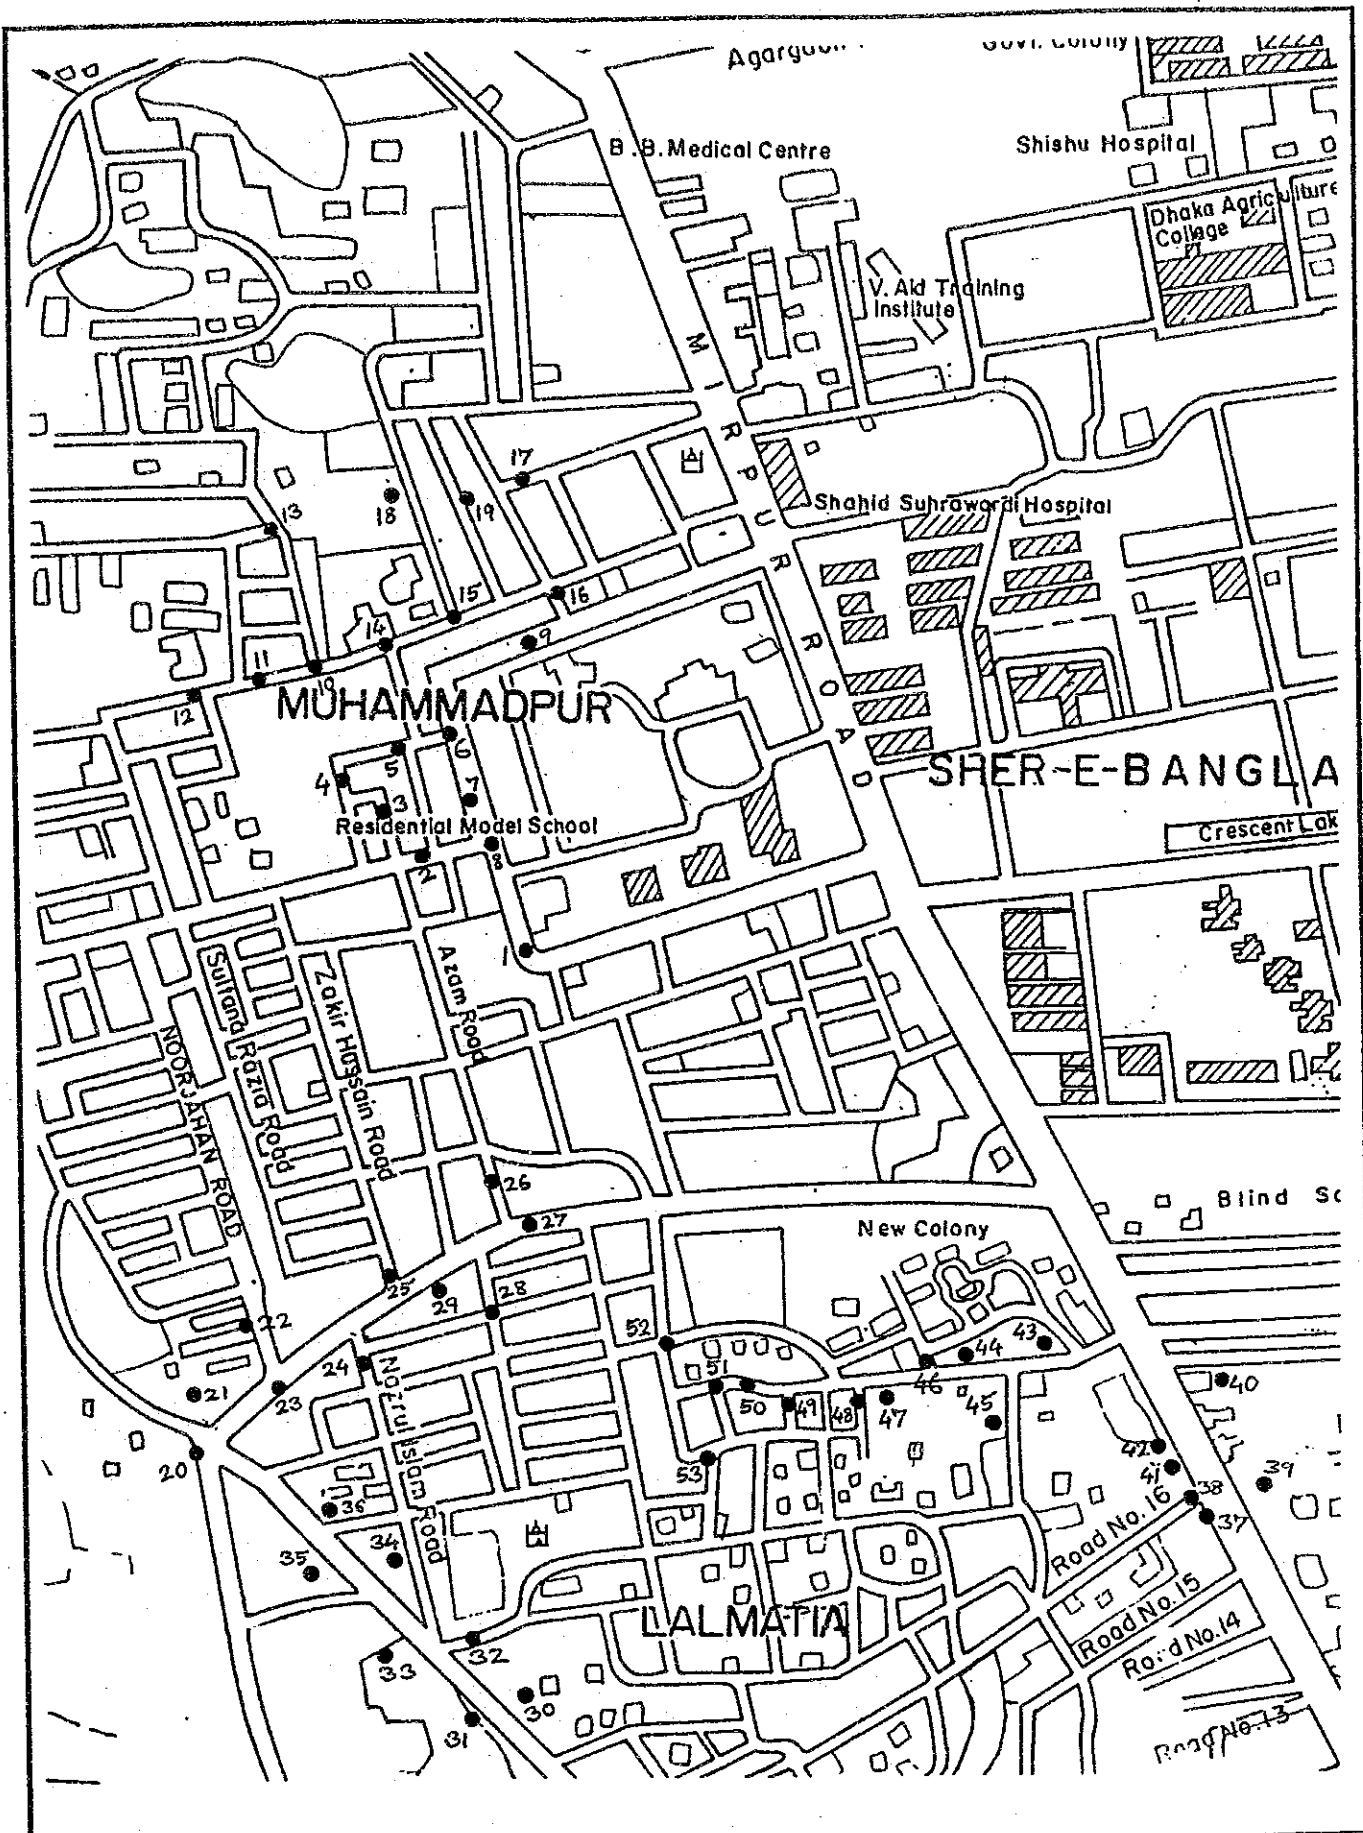 Govt. Colony
B.B. Medical Centre
Shishu Hospital
Dhaka Agriculture
College
V. Aid Training
Institute
MIRPUR ROAD
17
18
19
13
Shahid Suhrawardi Hospital
15
16
14
9
11
10
12
MUHAMMADPUR
6
5
4
7
3
SHER-E-BANGLA
Residential Model School
Crescent Lak
8
2
1
Azam Road
Sultana Razia Road
Zakir Hossain Road
NOORJAHAN ROAD
26
Blind Sc
27
New Colony
25
29
28
22
52
43
44
24
46
51
40
21
23
50
49
48
47
45
Nazrul Islam Road
42
20
53
41
39
38
36
Road No. 16
37
34
35
Road No. 15
LALMATIA
Road No. 14
32
33
30
31
Road No. 13